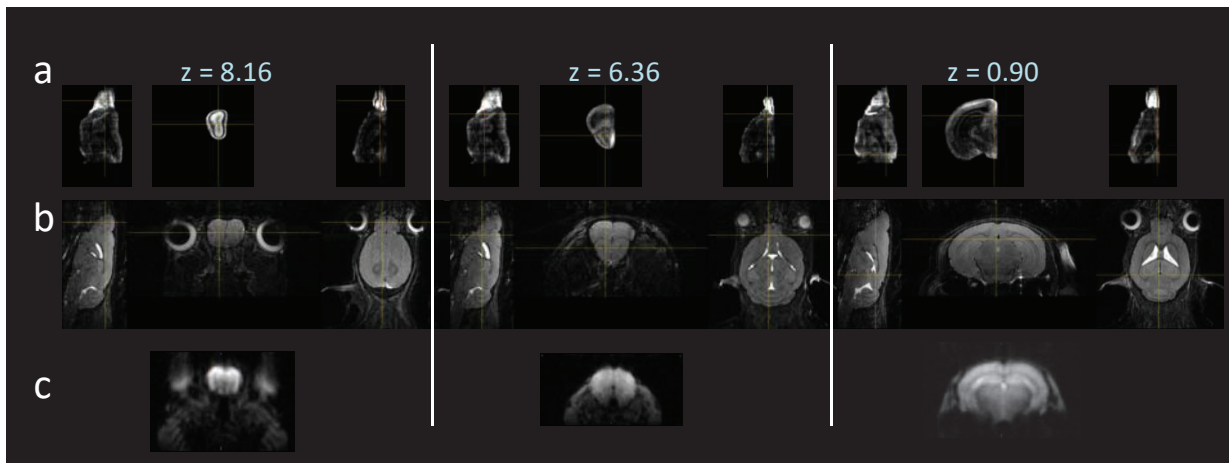 a
z = 8.16
z = 6.36
z = 0.90
b
c